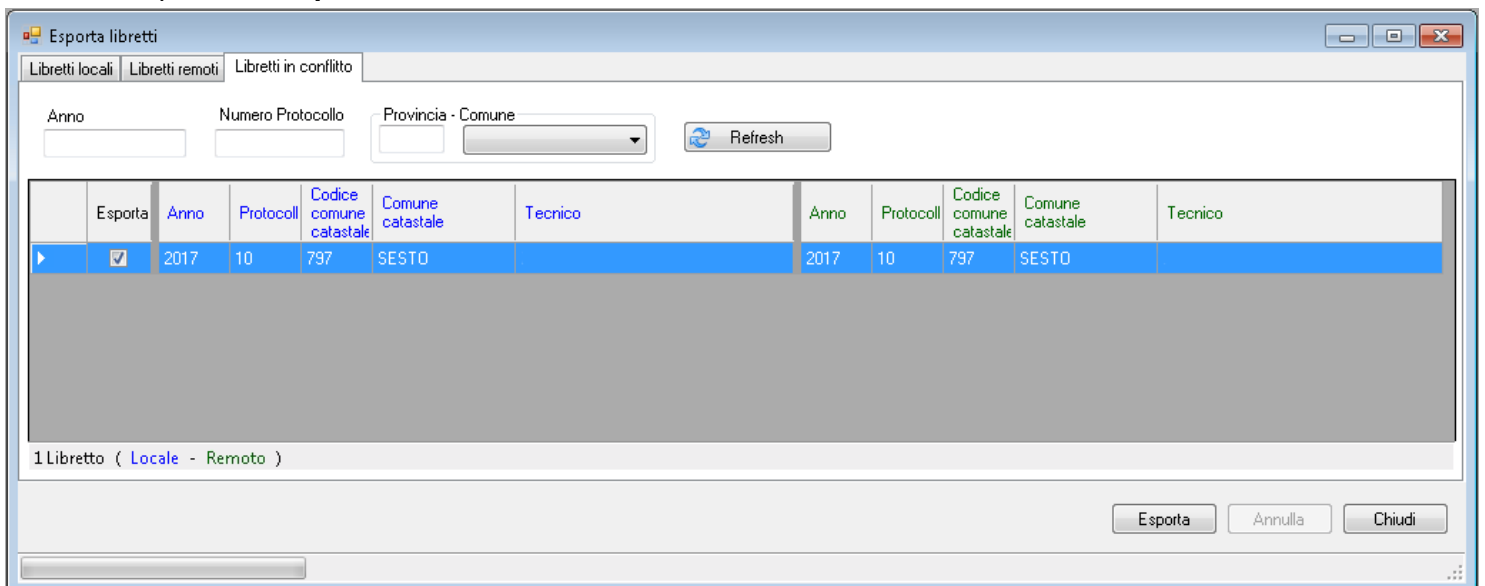 Esporta libretti
Libretti locali Libretti remoti Libretti in conflitto
Anno Numero Protocollo Provincia - Comune
Refresh
Esporta Anno Protocoll Codice comune catastale Comune catastale Tecnico Anno Protocoll Codice comune catastale Comune catastale Tecnico
2017 10 797 SESTO 2017 10 797 SESTO
1 Libretto ( Locale - Remoto )
Esporta Annulla Chiudi